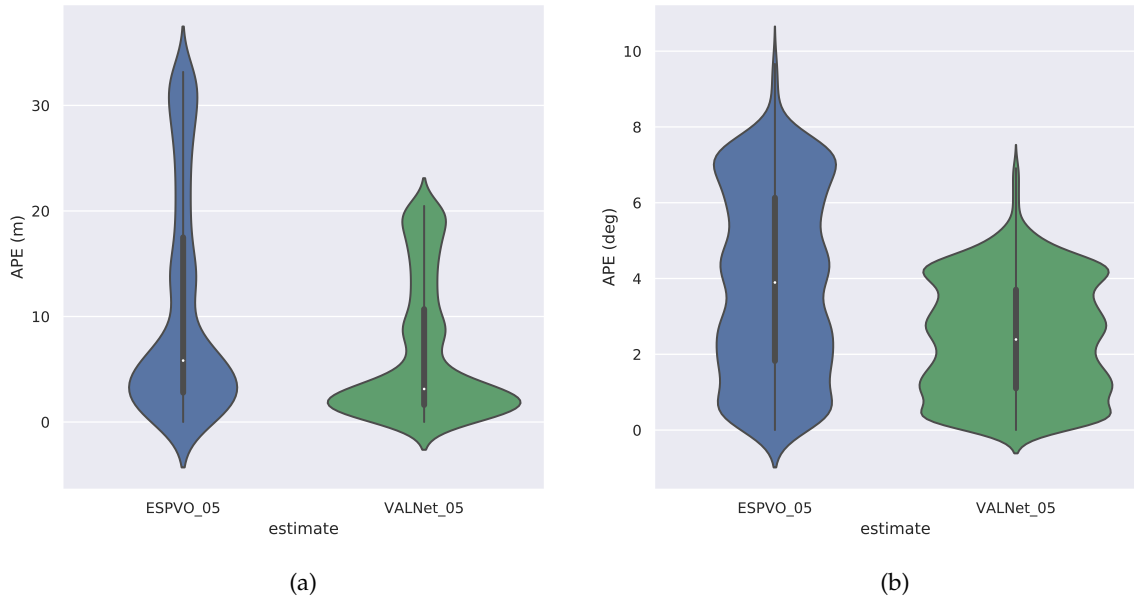 APE (m)
30
20
10
0
ESPVO_05
VALNet_05
estimate
(a)
APE (deg)
10
8
6
4
2
0
ESPVO_05
VALNet_05
estimate
(b)